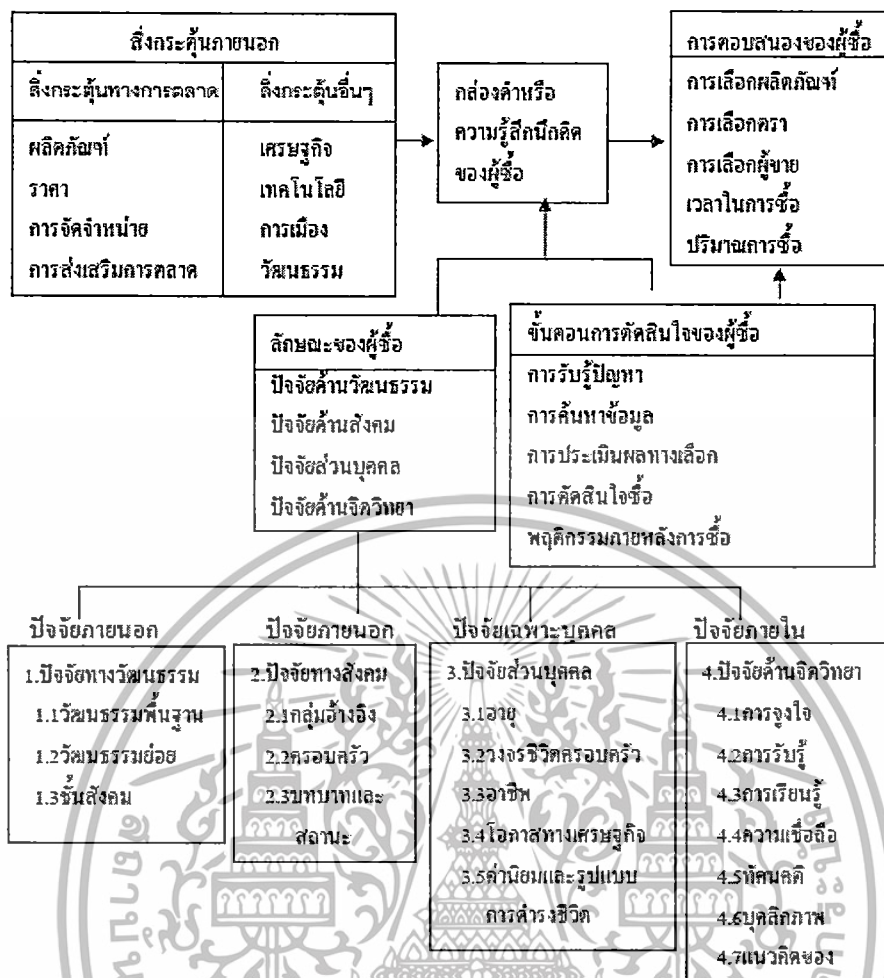 สิ่งกระตุ้นภายนอก
สิ่งกระตุ้นทางการตลาด สิ่งกระตุ้นอื่นๆ
ผลิตภัณฑ์ เศรษฐกิจ
ราคา เทคโนโลยี
การจัดจำหน่าย การเมือง
การส่งเสริมการตลาด วัฒนธรรม
กล่องดำหรือ
ความรู้สึกนึกคิด
ของผู้ซื้อ
การตอบสนองของผู้ซื้อ
การเลือกผลิตภัณฑ์
การเลือกตรา
การเลือกผู้ขาย
เวลาในการซื้อ
ปริมาณการซื้อ
ลักษณะของผู้ซื้อ
ปัจจัยด้านวัฒนธรรม
ปัจจัยด้านสังคม
ปัจจัยส่วนบุคคล
ปัจจัยด้านจิตวิทยา
ขั้นตอนการตัดสินใจของผู้ซื้อ
การรับรู้ปัญหา
การค้นหาข้อมูล
การประเมินผลทางเลือก
การตัดสินใจซื้อ
พฤติกรรมภายหลังการซื้อ
ปัจจัยภายนอก
1.ปัจจัยทางวัฒนธรรม
1.1วัฒนธรรมพื้นฐาน
1.2วัฒนธรรมย่อย
1.3ชั้นสังคม
ปัจจัยภายนอก
2.ปัจจัยทางสังคม
2.1กลุ่มอ้างอิง
2.2ครอบครัว
2.3บทบาทและ
สถานะ
ปัจจัยเฉพาะบุคคล
3.ปัจจัยส่วนบุคคล
3.1อายุ
3.2วงจรชีวิตครอบครัว
3.3อาชีพ
3.4โอกาสทางเศรษฐกิจ
3.5ค่านิยมและรูปแบบ
การดำรงชีวิต
ปัจจัยภายใน
4.ปัจจัยด้านจิตวิทยา
4.1การจูงใจ
4.2การรับรู้
4.3การเรียนรู้
4.4ความเชื่อถือ
4.5ทัศนคติ
4.6บุคลิกภาพ
4.7แนวคิดของ